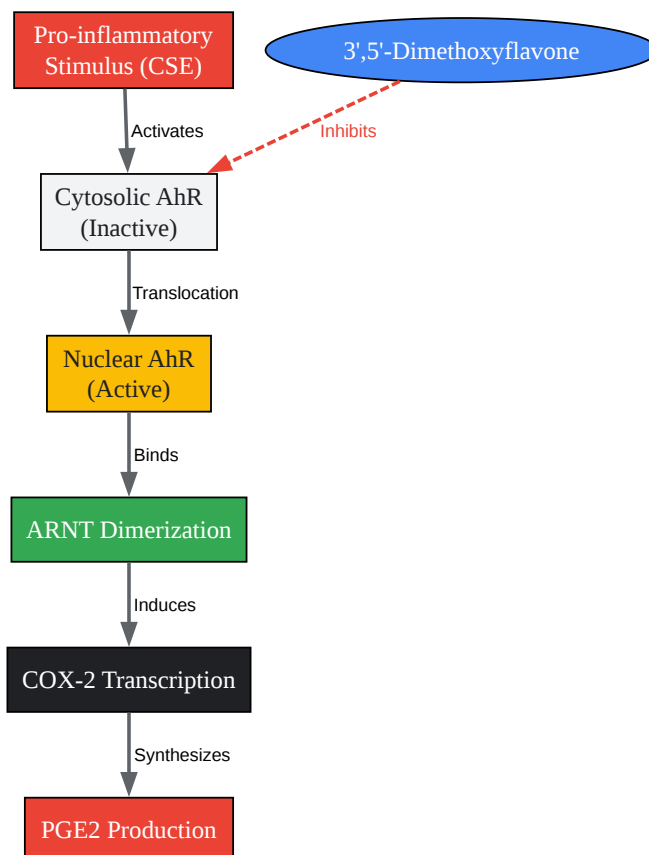 Pro-inflammatory
Stimulus (CSE)
3',5'-Dimethoxyflavone
Activates
Inhibits
Cytosolic AhR
(Inactive)
Translocation
Nuclear AhR
(Active)
Binds
ARNT Dimerization
Induces
COX-2 Transcription
Synthesizes
PGE2 Production